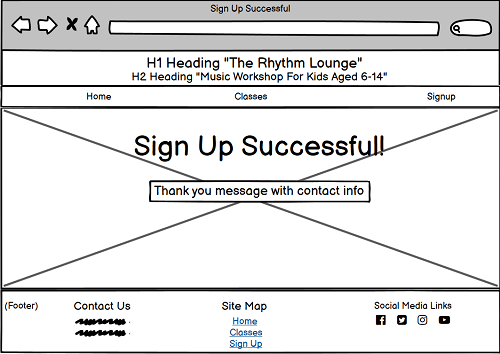 Sign Up Successful
H1 Heading "The Rhythm Lounge"
H2 Heading "Music Workshop For Kids Aged 6-14"
Home Classes Signup
Sign Up Successful!
Thank you message with contact info
(Footer)
Contact Us
Site Map
Home
Classes
Sign Up
Social Media Links